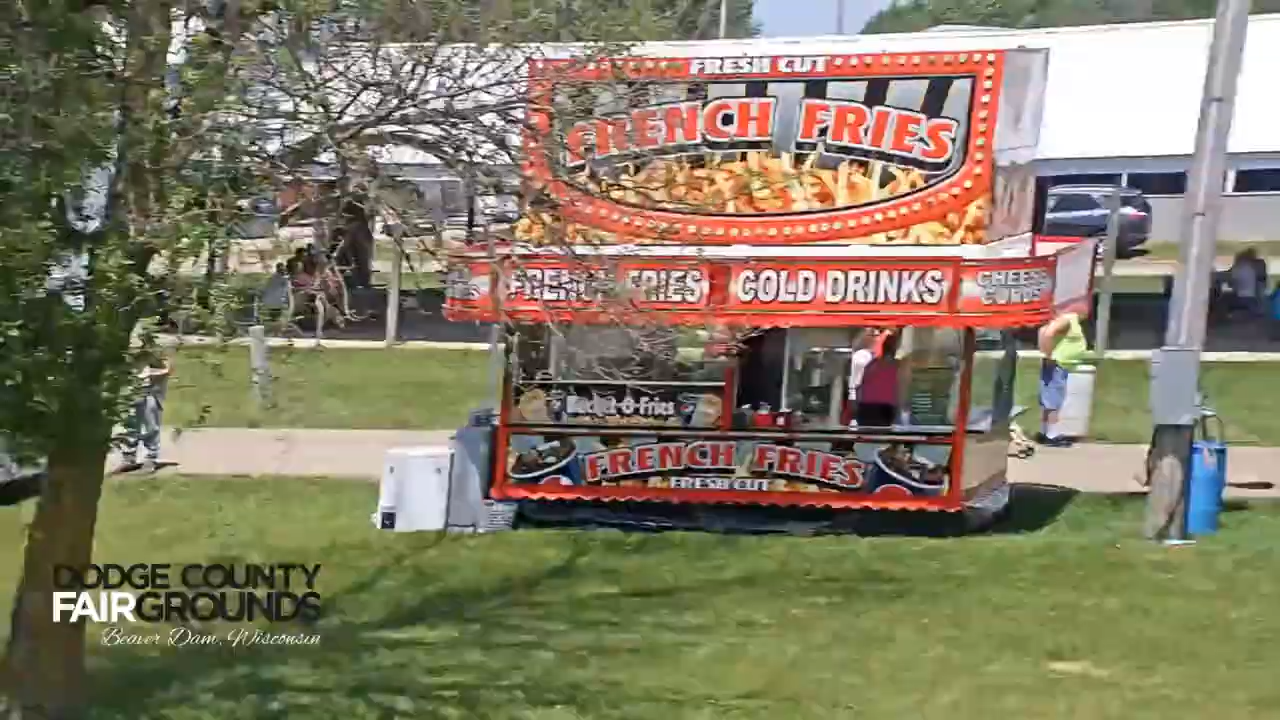 FRESH CUT
FRENCH FRIES
FRENCH FRIES COLD DRINKS CHEESE CURDS
Bucket-O-Fries
FRENCH FRIES
FRESH CUT
DODGE COUNTY
FAIRGROUNDS
Beaver Dam, Wisconsin